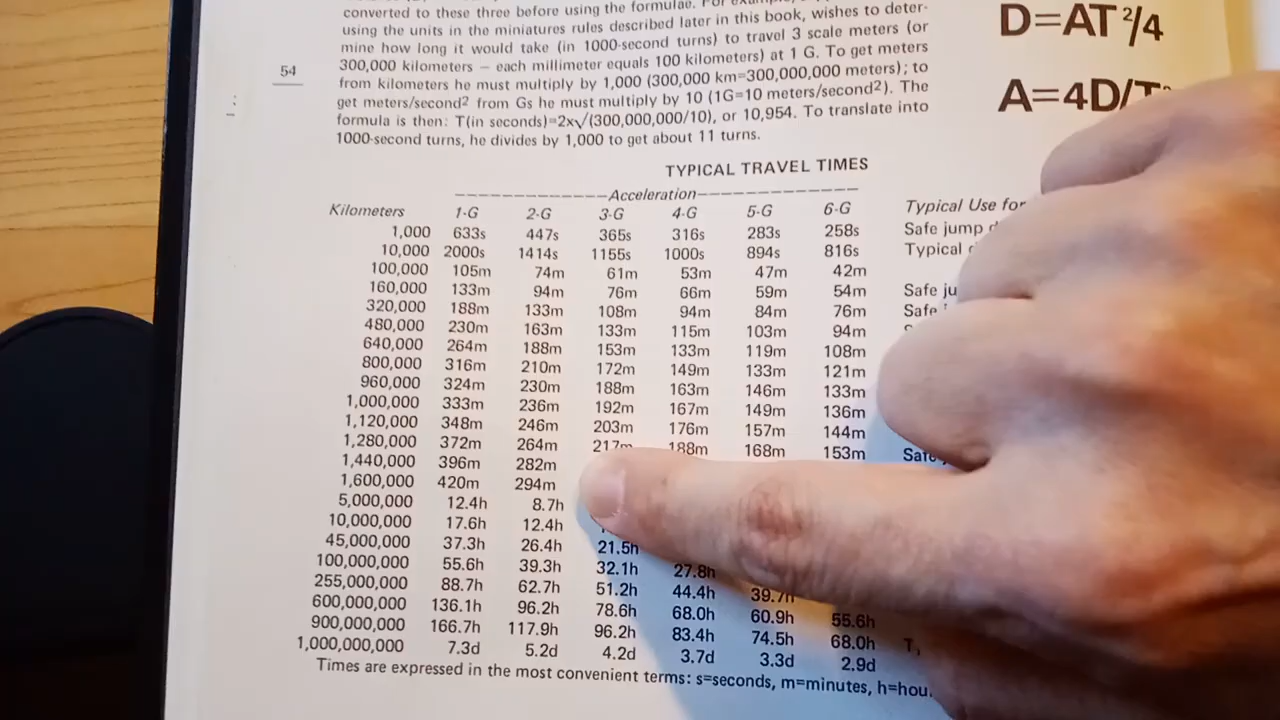 converted to these three before using the formulae. For
using the units in the miniatures rules described later in this book, wishes to deter-
mine how long it would take (in 1000-second turns) to travel 3 scale meters (or
300,000 kilometers — each millimeter equals 100 kilometers) at 1 G. To get meters
from kilometers he must multiply by 1,000 (300,000 km=300,000,000 meters); to
get meters/second² from Gs he must multiply by 10 (1G=10 meters/second²). The
formula is then: T(in seconds)=2x√(300,000,000/10), or 10,954. To translate into
1000-second turns, he divides by 1,000 to get about 11 turns.
54
D=AT²/4
A=4D/T
TYPICAL TRAVEL TIMES
Acceleration
Kilometers 1-G 2-G 3-G 4-G 5-G 6-G Typical Use for
1,000 633s 447s 365s 316s 283s 258s Safe jump
10,000 2000s 1414s 1155s 1000s 894s 816s Typical
100,000 105m 74m 61m 53m 47m 42m
160,000 133m 94m 76m 66m 59m 54m Safe ju
320,000 188m 133m 108m 94m 84m 76m Safe
480,000 230m 163m 133m 115m 103m 94m
640,000 264m 188m 153m 133m 119m 108m
800,000 316m 210m 172m 149m 133m 121m
960,000 324m 230m 188m 163m 146m 133m
1,000,000 333m 236m 192m 167m 149m 136m
1,120,000 348m 246m 203m 176m 157m 144m
1,280,000 372m 264m 217m 188m 168m 153m Safe
1,440,000 396m 282m
1,600,000 420m 294m
5,000,000 12.4h 8.7h
10,000,000 17.6h 12.4h
45,000,000 37.3h 26.4h 21.5h
100,000,000 55.6h 39.3h 32.1h 27.8h
255,000,000 88.7h 62.7h 51.2h 44.4h 39.7h
600,000,000 136.1h 96.2h 78.6h 68.0h 60.9h 55.6h
900,000,000 166.7h 117.9h 96.2h 83.4h 74.5h 68.0h
1,000,000,000 7.3d 5.2d 4.2d 3.7d 3.3d 2.9d
Times are expressed in the most convenient terms: s=seconds, m=minutes, h=hou